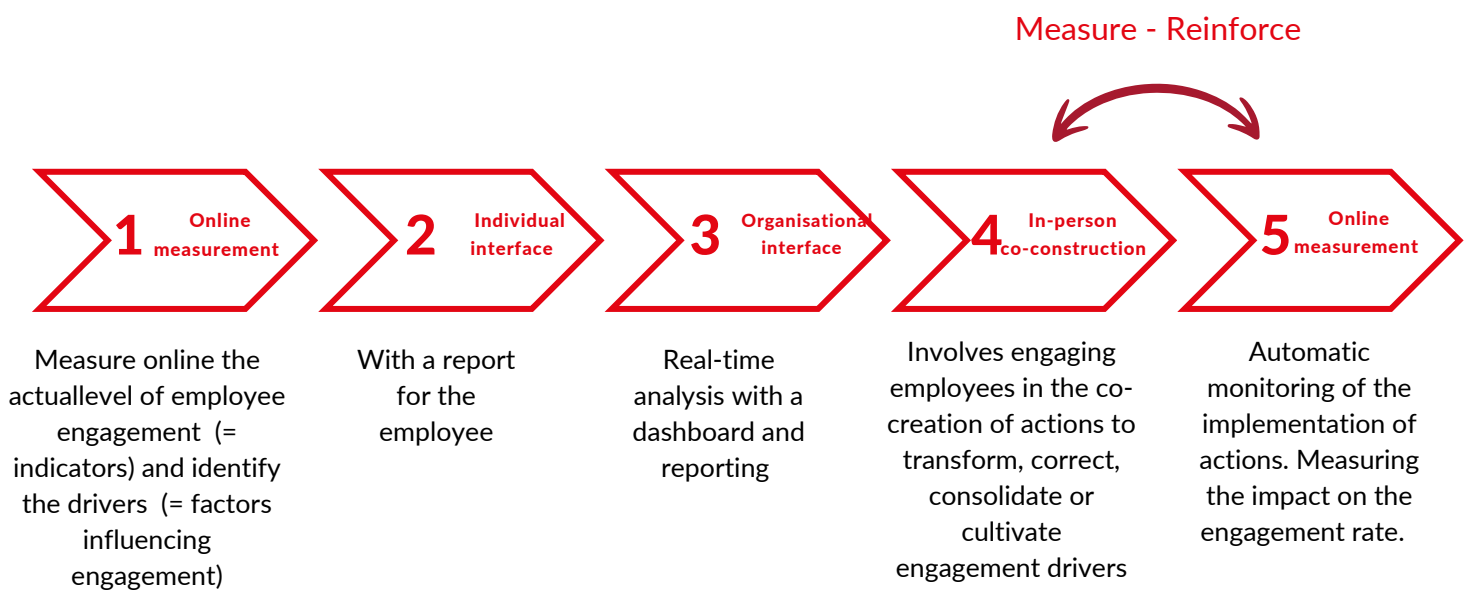 Measure - Reinforce
1
Online
measurement
2
Individual
interface
3
Organisational
interface
4
In-person
co-construction
5
Online
measurement
Measure online the
actuallevel of employee
engagement (=
indicators) and identify
the drivers (= factors
influencing
engagement)
With a report
for the
employee
Real-time
analysis with a
dashboard and
reporting
Involves engaging
employees in the co-
creation of actions to
transform, correct,
consolidate or
cultivate
engagement drivers
Automatic
monitoring of the
implementation of
actions. Measuring
the impact on the
engagement rate.